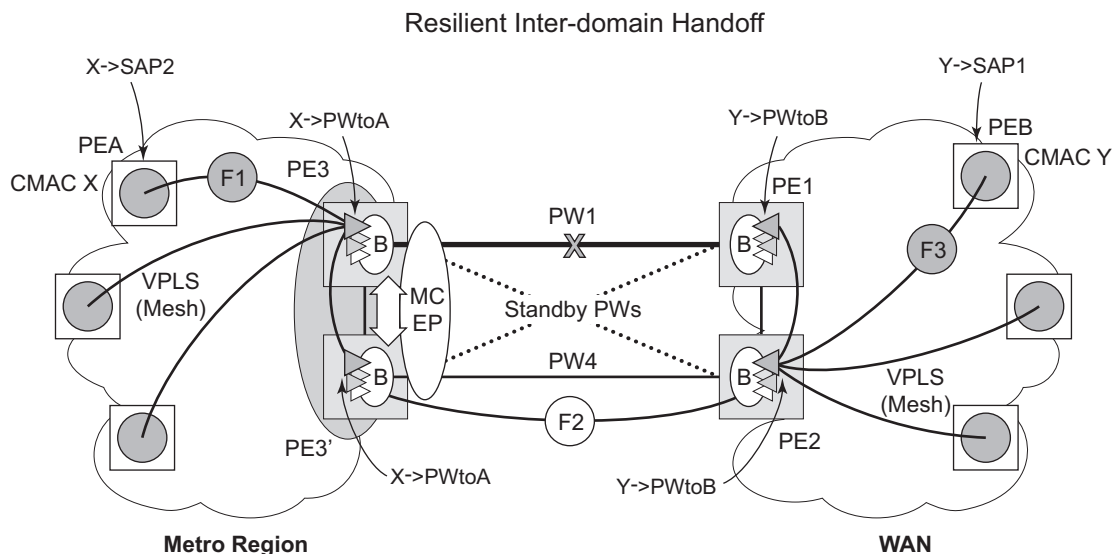 Resilient Inter-domain Handoff
X->SAP2
Y->SAP1
X->PWtoA
Y->PWtoB
PEA
PEB
CMAC X
CMAC Y
F1
PE3
PE1
PW1
B
B
X
F3
VPLS
(Mesh)
MC
EP
Standby PWs
PW4
B
B
VPLS
(Mesh)
F2
PE3’
PE2
X->PWtoA
Y->PWtoB
Metro Region
WAN